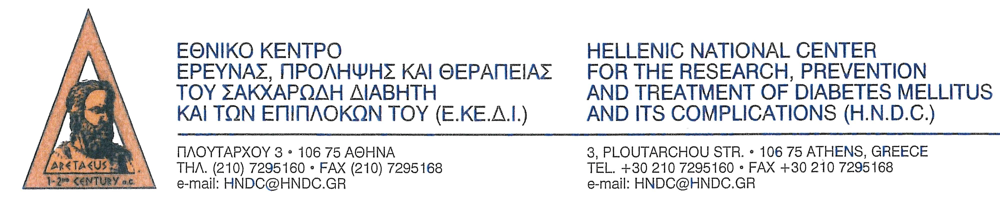 ARETAEUS
1-2ND CENTURY a.c.
ΕΘΝΙΚΟ ΚΕΝΤΡΟ
ΕΡΕΥΝΑΣ, ΠΡΟΛΗΨΗΣ ΚΑΙ ΘΕΡΑΠΕΙΑΣ
ΤΟΥ ΣΑΚΧΑΡΩΔΗ ΔΙΑΒΗΤΗ
ΚΑΙ ΤΩΝ ΕΠΙΠΛΟΚΩΝ ΤΟΥ (Ε.ΚΕ.Δ.Ι.)
ΠΛΟΥΤΑΡΧΟΥ 3 • 106 75 ΑΘΗΝΑ
ΤΗΛ. (210) 7295160 • FAX (210) 7295168
e-mail: HNDC@HNDC.GR
HELLENIC NATIONAL CENTER
FOR THE RESEARCH, PREVENTION
AND TREATMENT OF DIABETES MELLITUS
AND ITS COMPLICATIONS (H.N.D.C.)
3, PLOUTARCHOU STR. • 106 75 ATHENS, GREECE
TEL. +30 210 7295160 • FAX +30 210 7295168
e-mail: HNDC@HNDC.GR